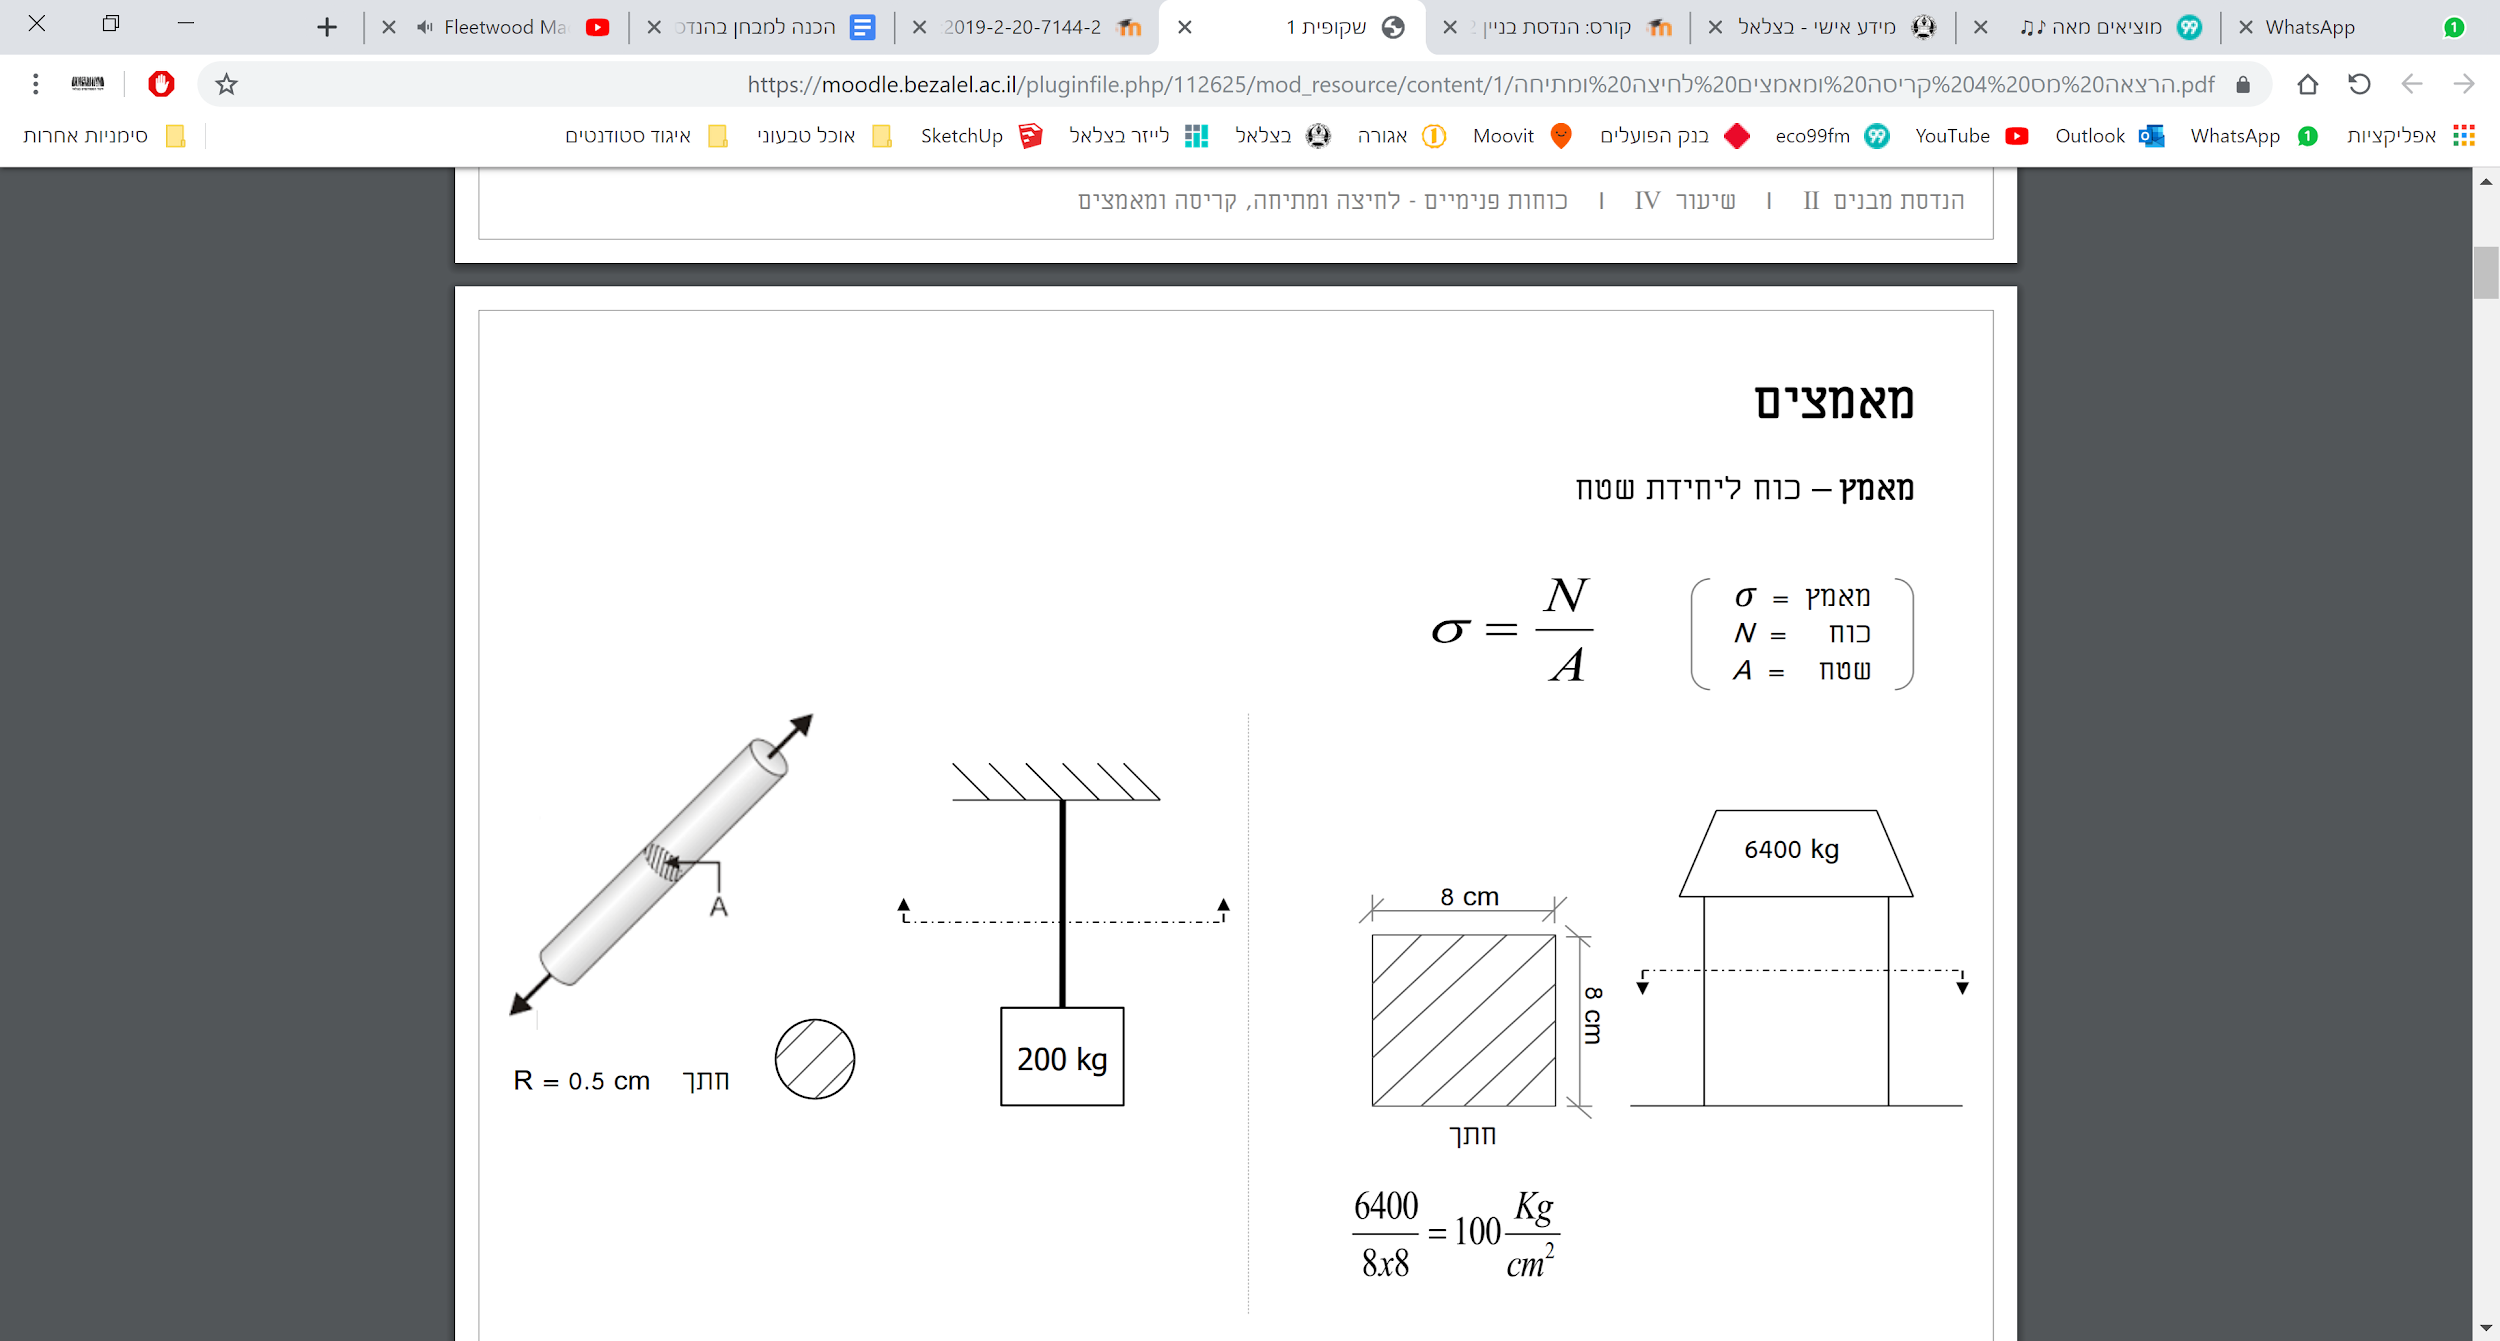 WhatsApp
מוציאים מאה ♪♫
מידע אישי - בצלאל
קורס: הנדסת בניין
שקופית 1
2019-2-20-7144-2
הכנה למבחן בהנדס
Fleetwood Ma
https://moodle.bezalel.ac.il/pluginfile.php/112625/mod_resource/content/1/הרצאה%20מס%204%20קריסה%20ומאמצים%20לחיצה%20ומתיחה.pdf
אפליקציות
WhatsApp
Outlook
YouTube
eco99fm
בנק הפועלים
Moovit
אגורה
בצלאל
לייזר בצלאל
SketchUp
אוכל טבעוני
איגוד סטודנטים
סימניות אחרות
הנדסת מבנים II | שיעור IV | כוחות פנימיים - לחיצה ומתיחה, קריסה ומאמצים
מאמצים
מאמץ – כוח ליחידת שטח
σ = N / A
σ = מאמץ
N = כוח
A = שטח
6400 kg
8 cm
8 cm
חתך
6400 / 8x8 = 100 Kg / cm²
200 kg
A
R = 0.5 cm חתך